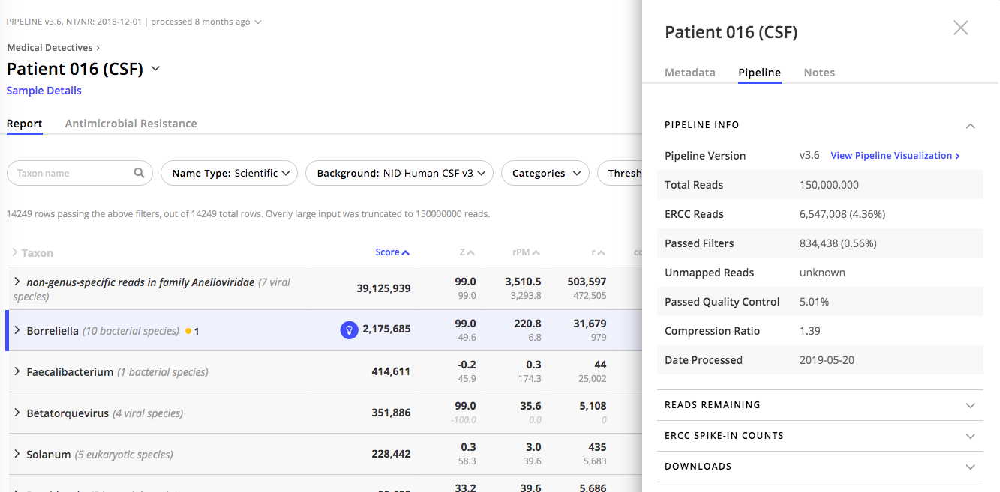 PIPELINE v3.6, NT/NR: 2018-12-01 | processed 8 months ago
Medical Detectives ›
Patient 016 (CSF)
Sample Details
Report Antimicrobial Resistance
Taxon name Name Type: Scientific Background: NID Human CSF v3 Categories Thresh
14249 rows passing the above filters, out of 14249 total rows. Overly large input was truncated to 150000000 reads.
Taxon Score Z rPM r
non-genus-specific reads in family Anelloviridae (7 viral species) 39,125,939 99.0 3,510.5 503,597
99.0 3,293.8 472,505
Borreliella (10 bacterial species) 1 2,175,685 99.0 220.8 31,679
49.6 6.8 979
Faecalibacterium (1 bacterial species) 414,611 -0.2 0.3 44
45.9 174.3 25,002
Betatorquevirus (4 viral species) 351,886 99.0 35.6 5,108
-100.0 0.0 0
Solanum (5 eukaryotic species) 228,442 0.3 3.0 435
58.3 39.6 5,683
33.2 39.6 5,686
Patient 016 (CSF)
Metadata Pipeline Notes
PIPELINE INFO
Pipeline Version v3.6 View Pipeline Visualization ›
Total Reads 150,000,000
ERCC Reads 6,547,008 (4.36%)
Passed Filters 834,438 (0.56%)
Unmapped Reads unknown
Passed Quality Control 5.01%
Compression Ratio 1.39
Date Processed 2019-05-20
READS REMAINING
ERCC SPIKE-IN COUNTS
DOWNLOADS